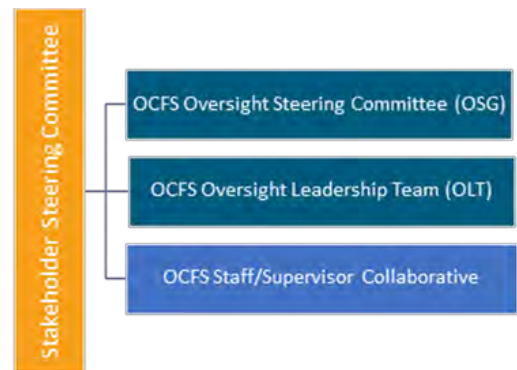 Stakeholder Steering Committee
OCFS Oversight Steering Committee (OSG)
OCFS Oversight Leadership Team (OLT)
OCFS Staff/Supervisor Collaborative